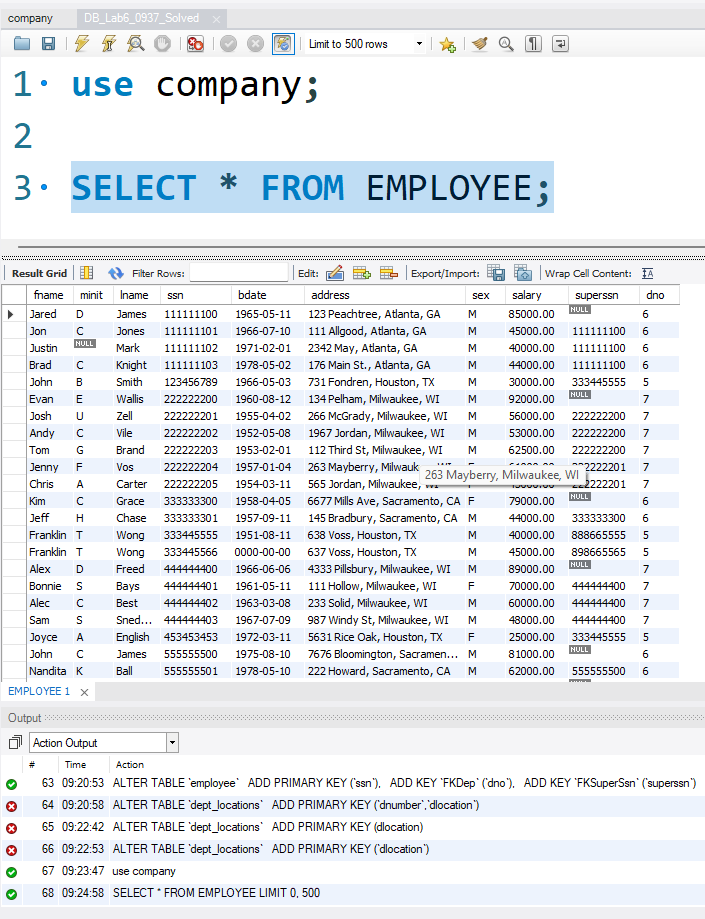 company DB_Lab6_0937_Solved
Limit to 500 rows
1 use company;
2
3 SELECT * FROM EMPLOYEE;
Result Grid Filter Rows: Edit: Export/Import: Wrap Cell Content:
fname minit lname ssn bdate address sex salary superssn dno
Jared D James 111111100 1965-05-11 123 Peachtree, Atlanta, GA M 85000.00 NULL 6
Jon C Jones 111111101 1966-07-10 111 Allgood, Atlanta, GA M 45000.00 111111100 6
Justin NULL Mark 111111102 1971-02-01 2342 May, Atlanta, GA M 40000.00 111111100 6
Brad C Knight 111111103 1978-05-02 176 Main St., Atlanta, GA M 44000.00 111111100 6
John B Smith 123456789 1966-05-03 731 Fondren, Houston, TX M 30000.00 333445555 5
Evan E Wallis 222222200 1960-08-12 134 Pelham, Milwaukee, WI M 92000.00 NULL 7
Josh U Zell 222222201 1955-04-02 266 McGrady, Milwaukee, WI M 56000.00 222222200 7
Andy C Vile 222222202 1952-05-08 1967 Jordan, Milwaukee, WI M 53000.00 222222200 7
Tom G Brand 222222203 1953-02-01 112 Third St, Milwaukee, WI M 62500.00 222222200 7
Jenny F Vos 222222204 1957-01-04 263 Mayberry, Milwauk 222222201 7
263 Mayberry, Milwaukee, WI
Chris A Carter 222222205 1954-03-11 565 Jordan, Milwaukee, WI M 222222201 7
Kim C Grace 333333300 1958-04-05 6677 Mills Ave, Sacramento, CA F 79000.00 NULL 6
Jeff H Chase 333333301 1957-09-11 145 Bradbury, Sacramento, CA M 44000.00 333333300 6
Franklin T Wong 333445555 1951-08-11 638 Voss, Houston, TX M 40000.00 888665555 5
Franklin T Wong 333445566 0000-00-00 637 Voss, Houston, TX M 45000.00 898665565 5
Alex D Freed 444444400 1966-06-06 4333 Pillsbury, Milwaukee, WI M 89000.00 NULL 7
Bonnie S Bays 444444401 1961-05-11 111 Hollow, Milwaukee, WI F 70000.00 444444400 7
Alec C Best 444444402 1963-03-08 233 Solid, Milwaukee, WI M 60000.00 444444400 7
Sam S Sned... 444444403 1967-07-09 987 Windy St, Milwaukee, WI M 48000.00 444444400 7
Joyce A English 453453453 1972-03-11 5631 Rice Oak, Houston, TX F 25000.00 333445555 5
John C James 555555500 1975-08-10 7676 Bloomington, Sacramen... M 81000.00 NULL 6
Nandita K Ball 555555501 1978-05-10 222 Howard, Sacramento, CA M 62000.00 555555500 6
EMPLOYEE 1
Output
Action Output
# Time Action
63 09:20:53 ALTER TABLE `employee` ADD PRIMARY KEY (`ssn`), ADD KEY `FKDep` (`dno`), ADD KEY `FKSuperSsn` (`superssn`)
64 09:20:58 ALTER TABLE `dept_locations` ADD PRIMARY KEY (`dnumber`,`dlocation`)
65 09:22:42 ALTER TABLE `dept_locations` ADD PRIMARY KEY (dlocation)
66 09:22:53 ALTER TABLE `dept_locations` ADD PRIMARY KEY (`dlocation`)
67 09:23:47 use company
68 09:24:58 SELECT * FROM EMPLOYEE LIMIT 0, 500